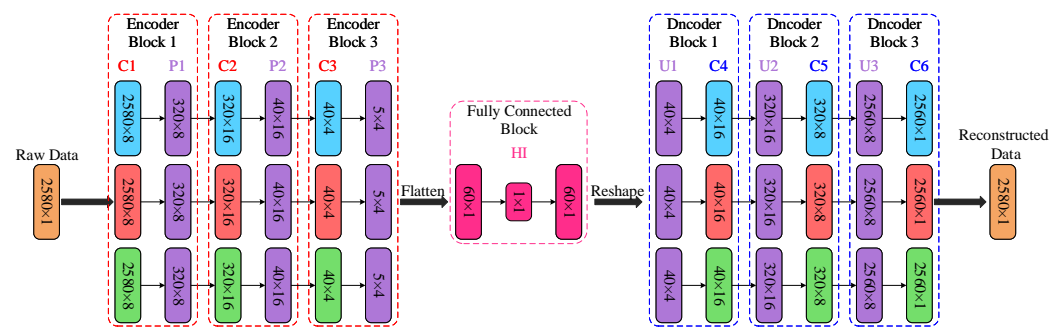 Encoder
Block 1
Encoder
Block 2
Encoder
Block 3
C1
P1
C2
P2
C3
P3
Raw Data
2580×1
2580×8
320×8
320×16
40×16
40×4
5×4
2580×8
320×8
320×16
40×16
40×4
5×4
2580×8
320×8
320×16
40×16
40×4
5×4
Flatten
Fully Connected
Block
HI
60×1
1×1
60×1
Reshape
Dncoder
Block 1
Dncoder
Block 2
Dncoder
Block 3
U1
C4
U2
C5
U3
C6
40×4
40×16
320×16
320×8
2560×8
2560×1
40×4
40×16
320×16
320×8
2560×8
2560×1
40×4
40×16
320×16
320×8
2560×8
2560×1
Reconstructed
Data
2580×1